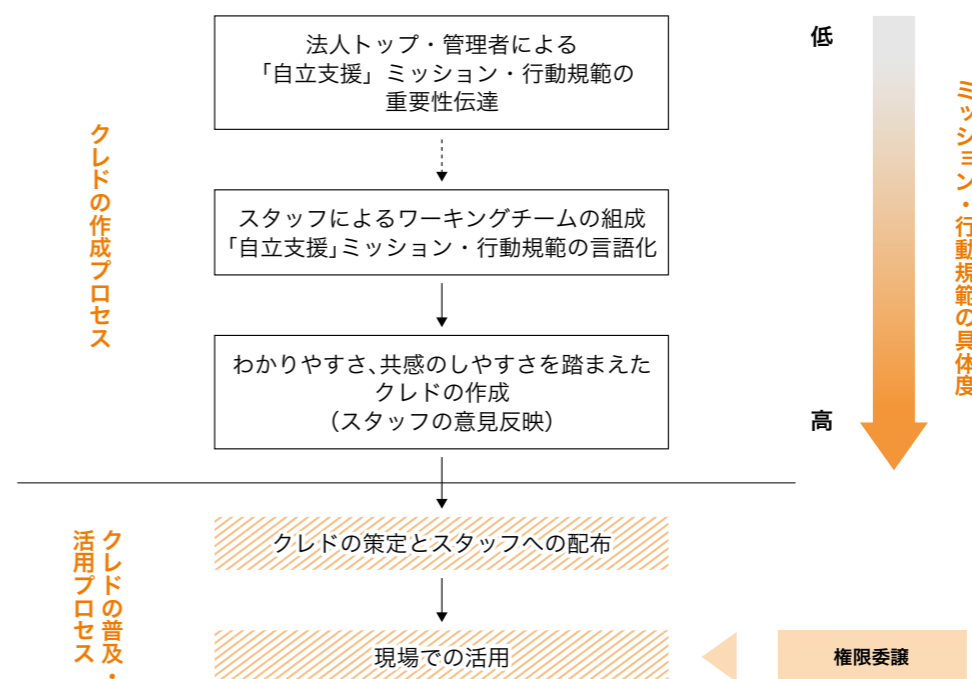 法人トップ・管理者による
「自立支援」ミッション・行動規範の
重要性伝達
低
ミッション・行動規範の具体度
クレドの作成プロセス
スタッフによるワーキングチームの組成
「自立支援」ミッション・行動規範の言語化
わかりやすさ、共感のしやすさを踏まえた
クレドの作成
（スタッフの意見反映）
高
クレドの普及・
活用プロセス
クレドの策定とスタッフへの配布
現場での活用
権限委譲